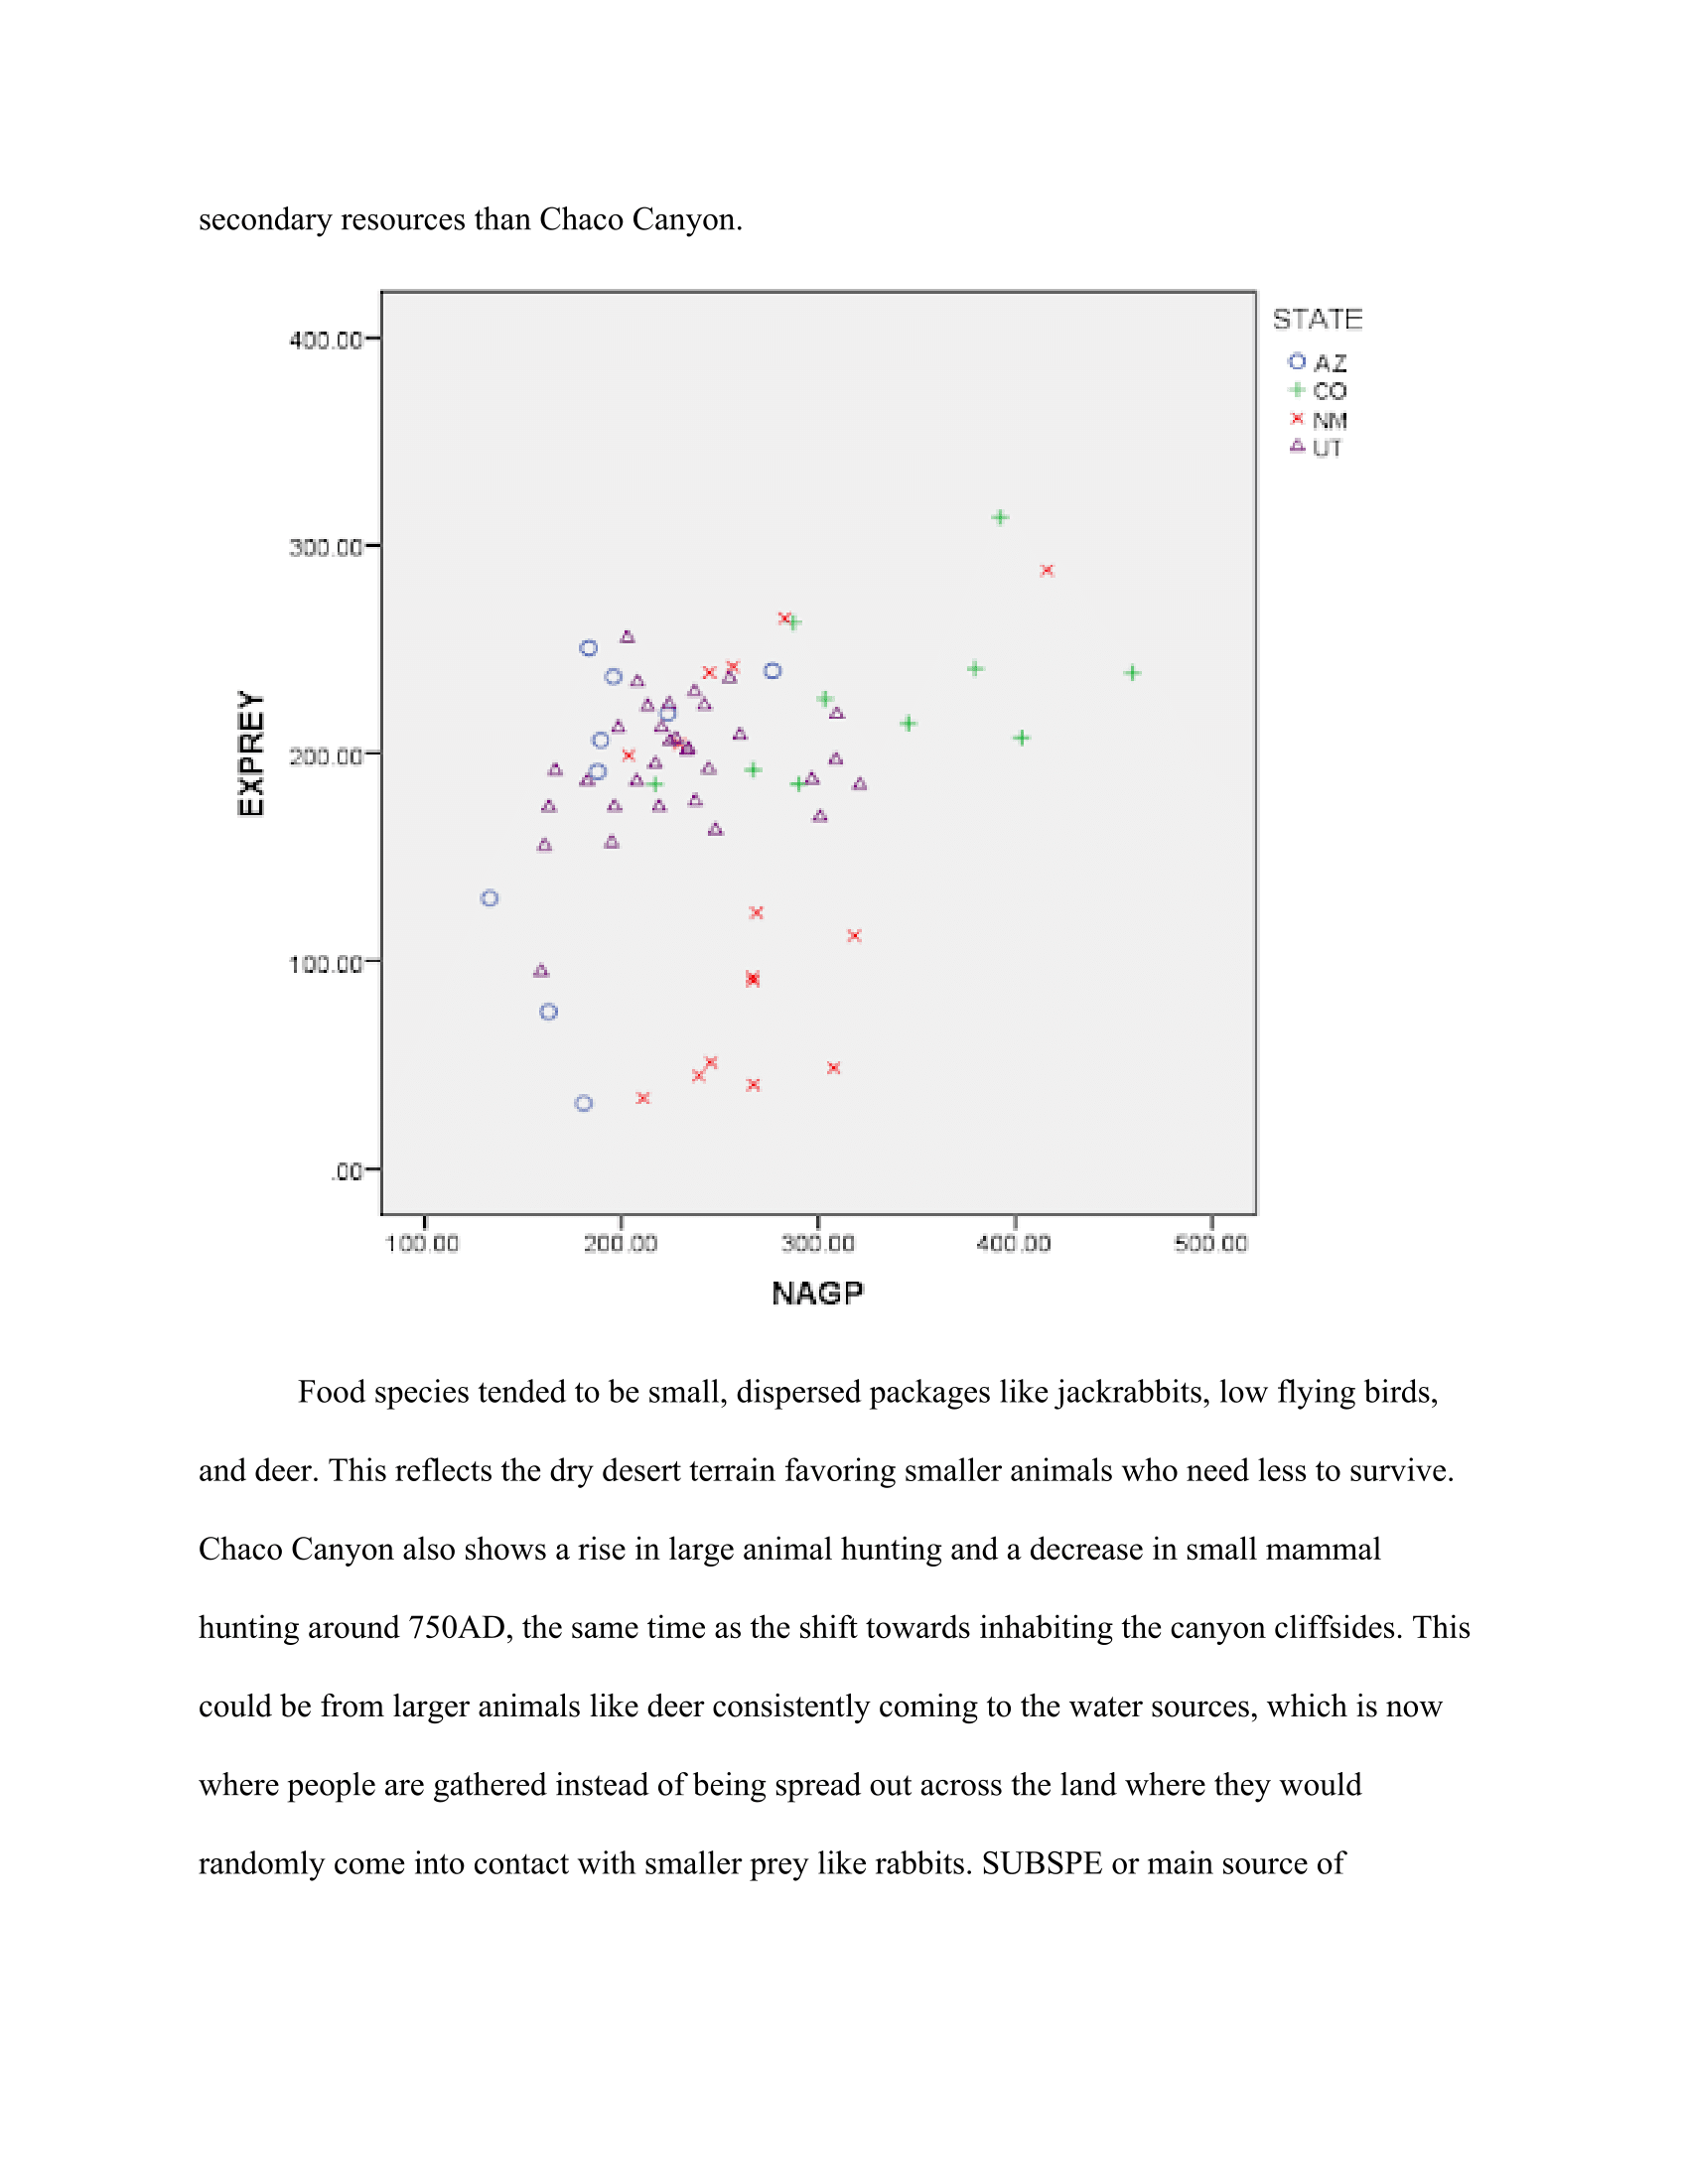 secondary resources than Chaco Canyon.
STATE
AZ
CO
NM
UT
400.00
300.00
200.00
100.00
.00
EXPREY
100.00 200.00 300.00 400.00 500.00
NAGP
Food species tended to be small, dispersed packages like jackrabbits, low flying birds,
and deer. This reflects the dry desert terrain favoring smaller animals who need less to survive.
Chaco Canyon also shows a rise in large animal hunting and a decrease in small mammal
hunting around 750AD, the same time as the shift towards inhabiting the canyon cliffsides. This
could be from larger animals like deer consistently coming to the water sources, which is now
where people are gathered instead of being spread out across the land where they would
randomly come into contact with smaller prey like rabbits. SUBSPE or main source of